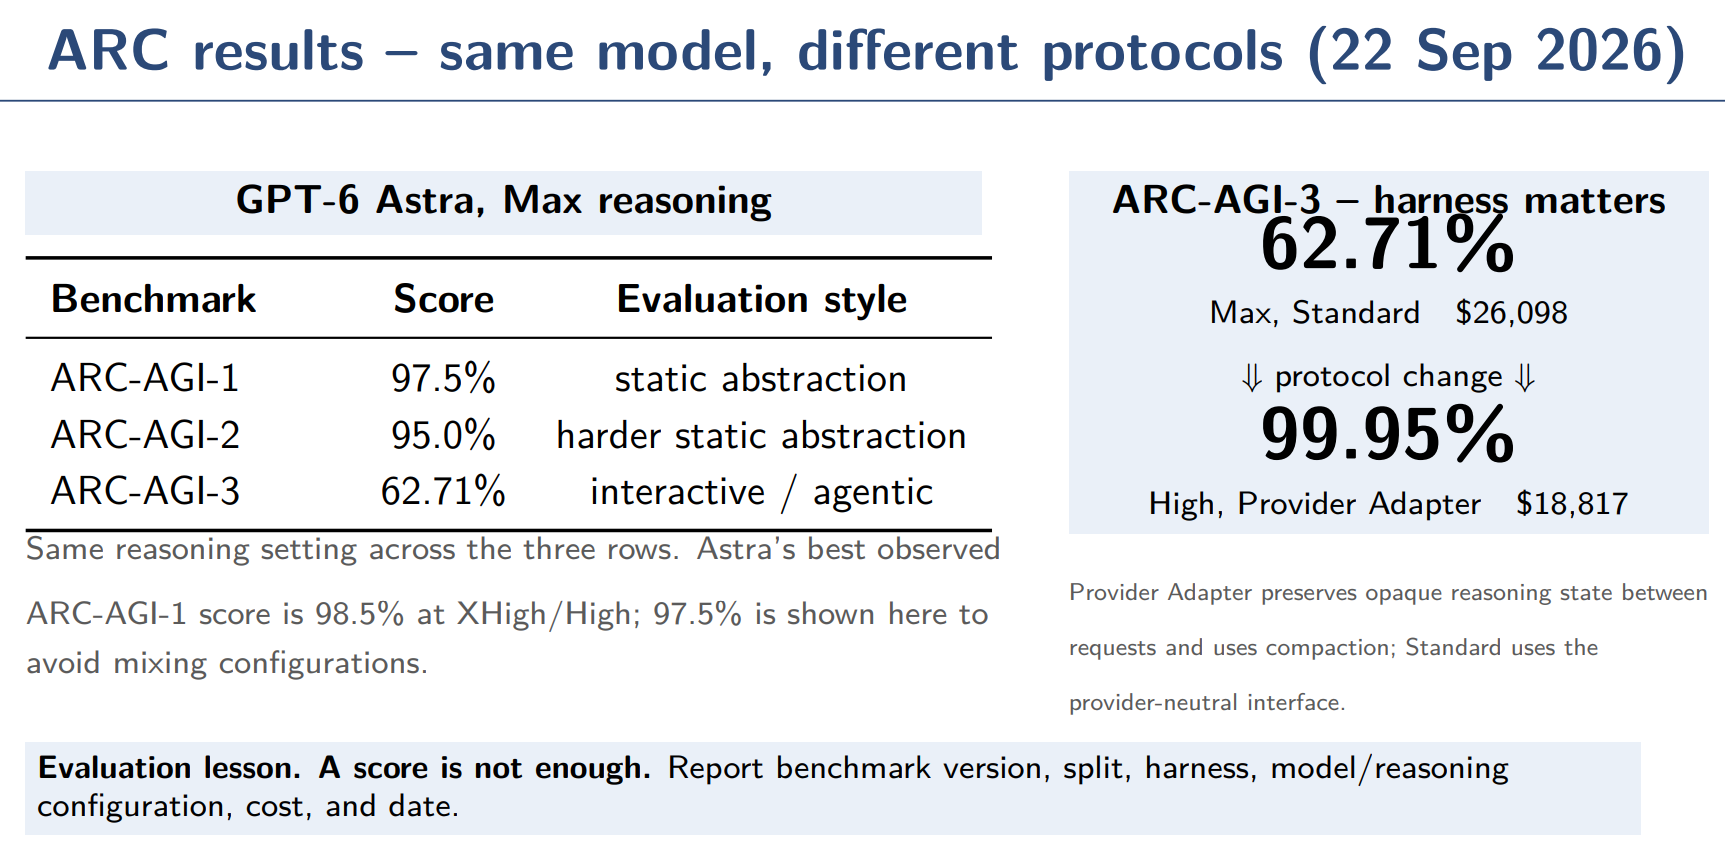 ARC results – same model, different protocols (22 Sep 2026)
GPT-6 Astra, Max reasoning
Benchmark Score Evaluation style
ARC-AGI-1 97.5% static abstraction
ARC-AGI-2 95.0% harder static abstraction
ARC-AGI-3 62.71% interactive / agentic
Same reasoning setting across the three rows. Astra's best observed
ARC-AGI-1 score is 98.5% at XHigh/High; 97.5% is shown here to
avoid mixing configurations.
ARC-AGI-3 – harness matters
62.71%
Max, Standard $26,098
⇓ protocol change ⇓
99.95%
High, Provider Adapter $18,817
Provider Adapter preserves opaque reasoning state between
requests and uses compaction; Standard uses the
provider-neutral interface.
Evaluation lesson. A score is not enough. Report benchmark version, split, harness, model/reasoning
configuration, cost, and date.